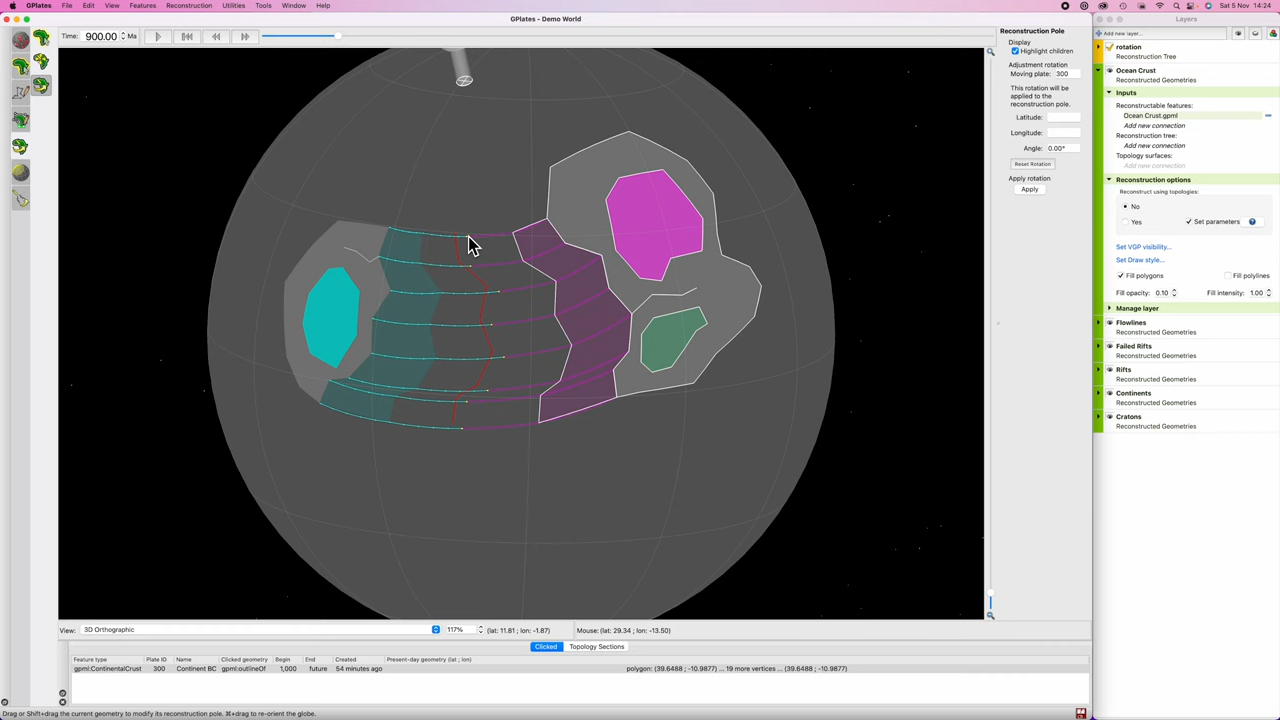 GPlates File Edit View Features Reconstruction Utilities Tools Window Help Sat 5 Nov 14:24
GPlates - Demo World
Time: 900.00 Ma
Reconstruction Pole
Display
Highlight children
Adjustment rotation
Moving plate: 300
This rotation will be
applied to the
reconstruction pole.
Latitude:
Longitude:
Angle: 0.00°
Reset Rotation
Apply rotation
Apply
Layers
Add new layer...
rotation
Reconstruction Tree
Ocean Crust
Reconstructed Geometries
Inputs
Reconstructable features:
Ocean Crust.gpml
Add new connection
Reconstruction tree:
Add new connection
Topology surfaces:
Add new connection
Reconstruction options
Reconstruct using topologies:
No
Yes Set parameters ?
Set VGP visibility...
Set Draw style...
Fill polygons Fill polylines
Fill opacity: 0.10 Fill intensity: 1.00
Manage layer
Flowlines
Reconstructed Geometries
Failed Rifts
Reconstructed Geometries
Rifts
Reconstructed Geometries
Continents
Reconstructed Geometries
Cratons
Reconstructed Geometries
View: 3D Orthographic 117% (lat: 11.81 ; lon: -1.87) Mouse: (lat: 29.34 ; lon: -13.50)
Clicked Topology Sections
Feature type Plate ID Name Clicked geometry Begin End Created Present-day geometry (lat ; lon)
gpml:ContinentalCrust 300 Continent BC gpml:outlineOf 1,000 future 54 minutes ago polygon: (39.6488 ; -10.9877) ... 19 more vertices ... (39.6488 ; -10.9877)
Drag or Shift+drag the current geometry to modify its reconstruction pole. ⌘+drag to re-orient the globe.